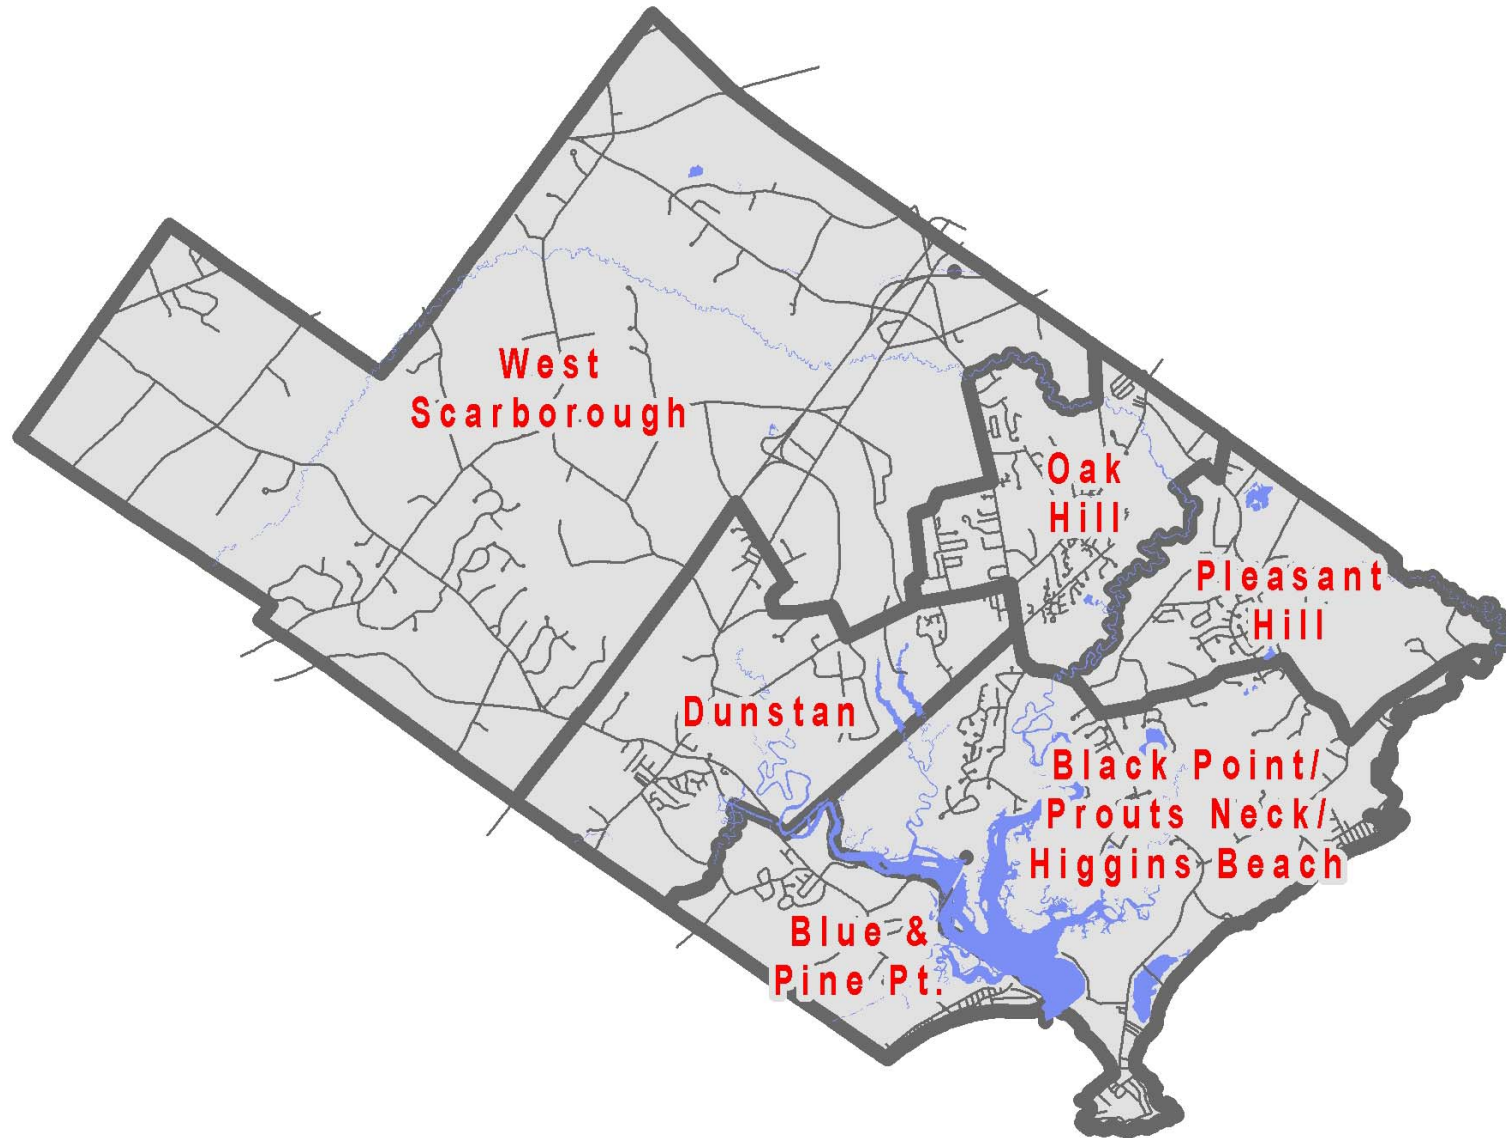 West
Scarborough
Oak
Hill
Pleasant
Hill
Dunstan
Black Point/
Prouts Neck/
Higgins Beach
Blue &
Pine Pt.